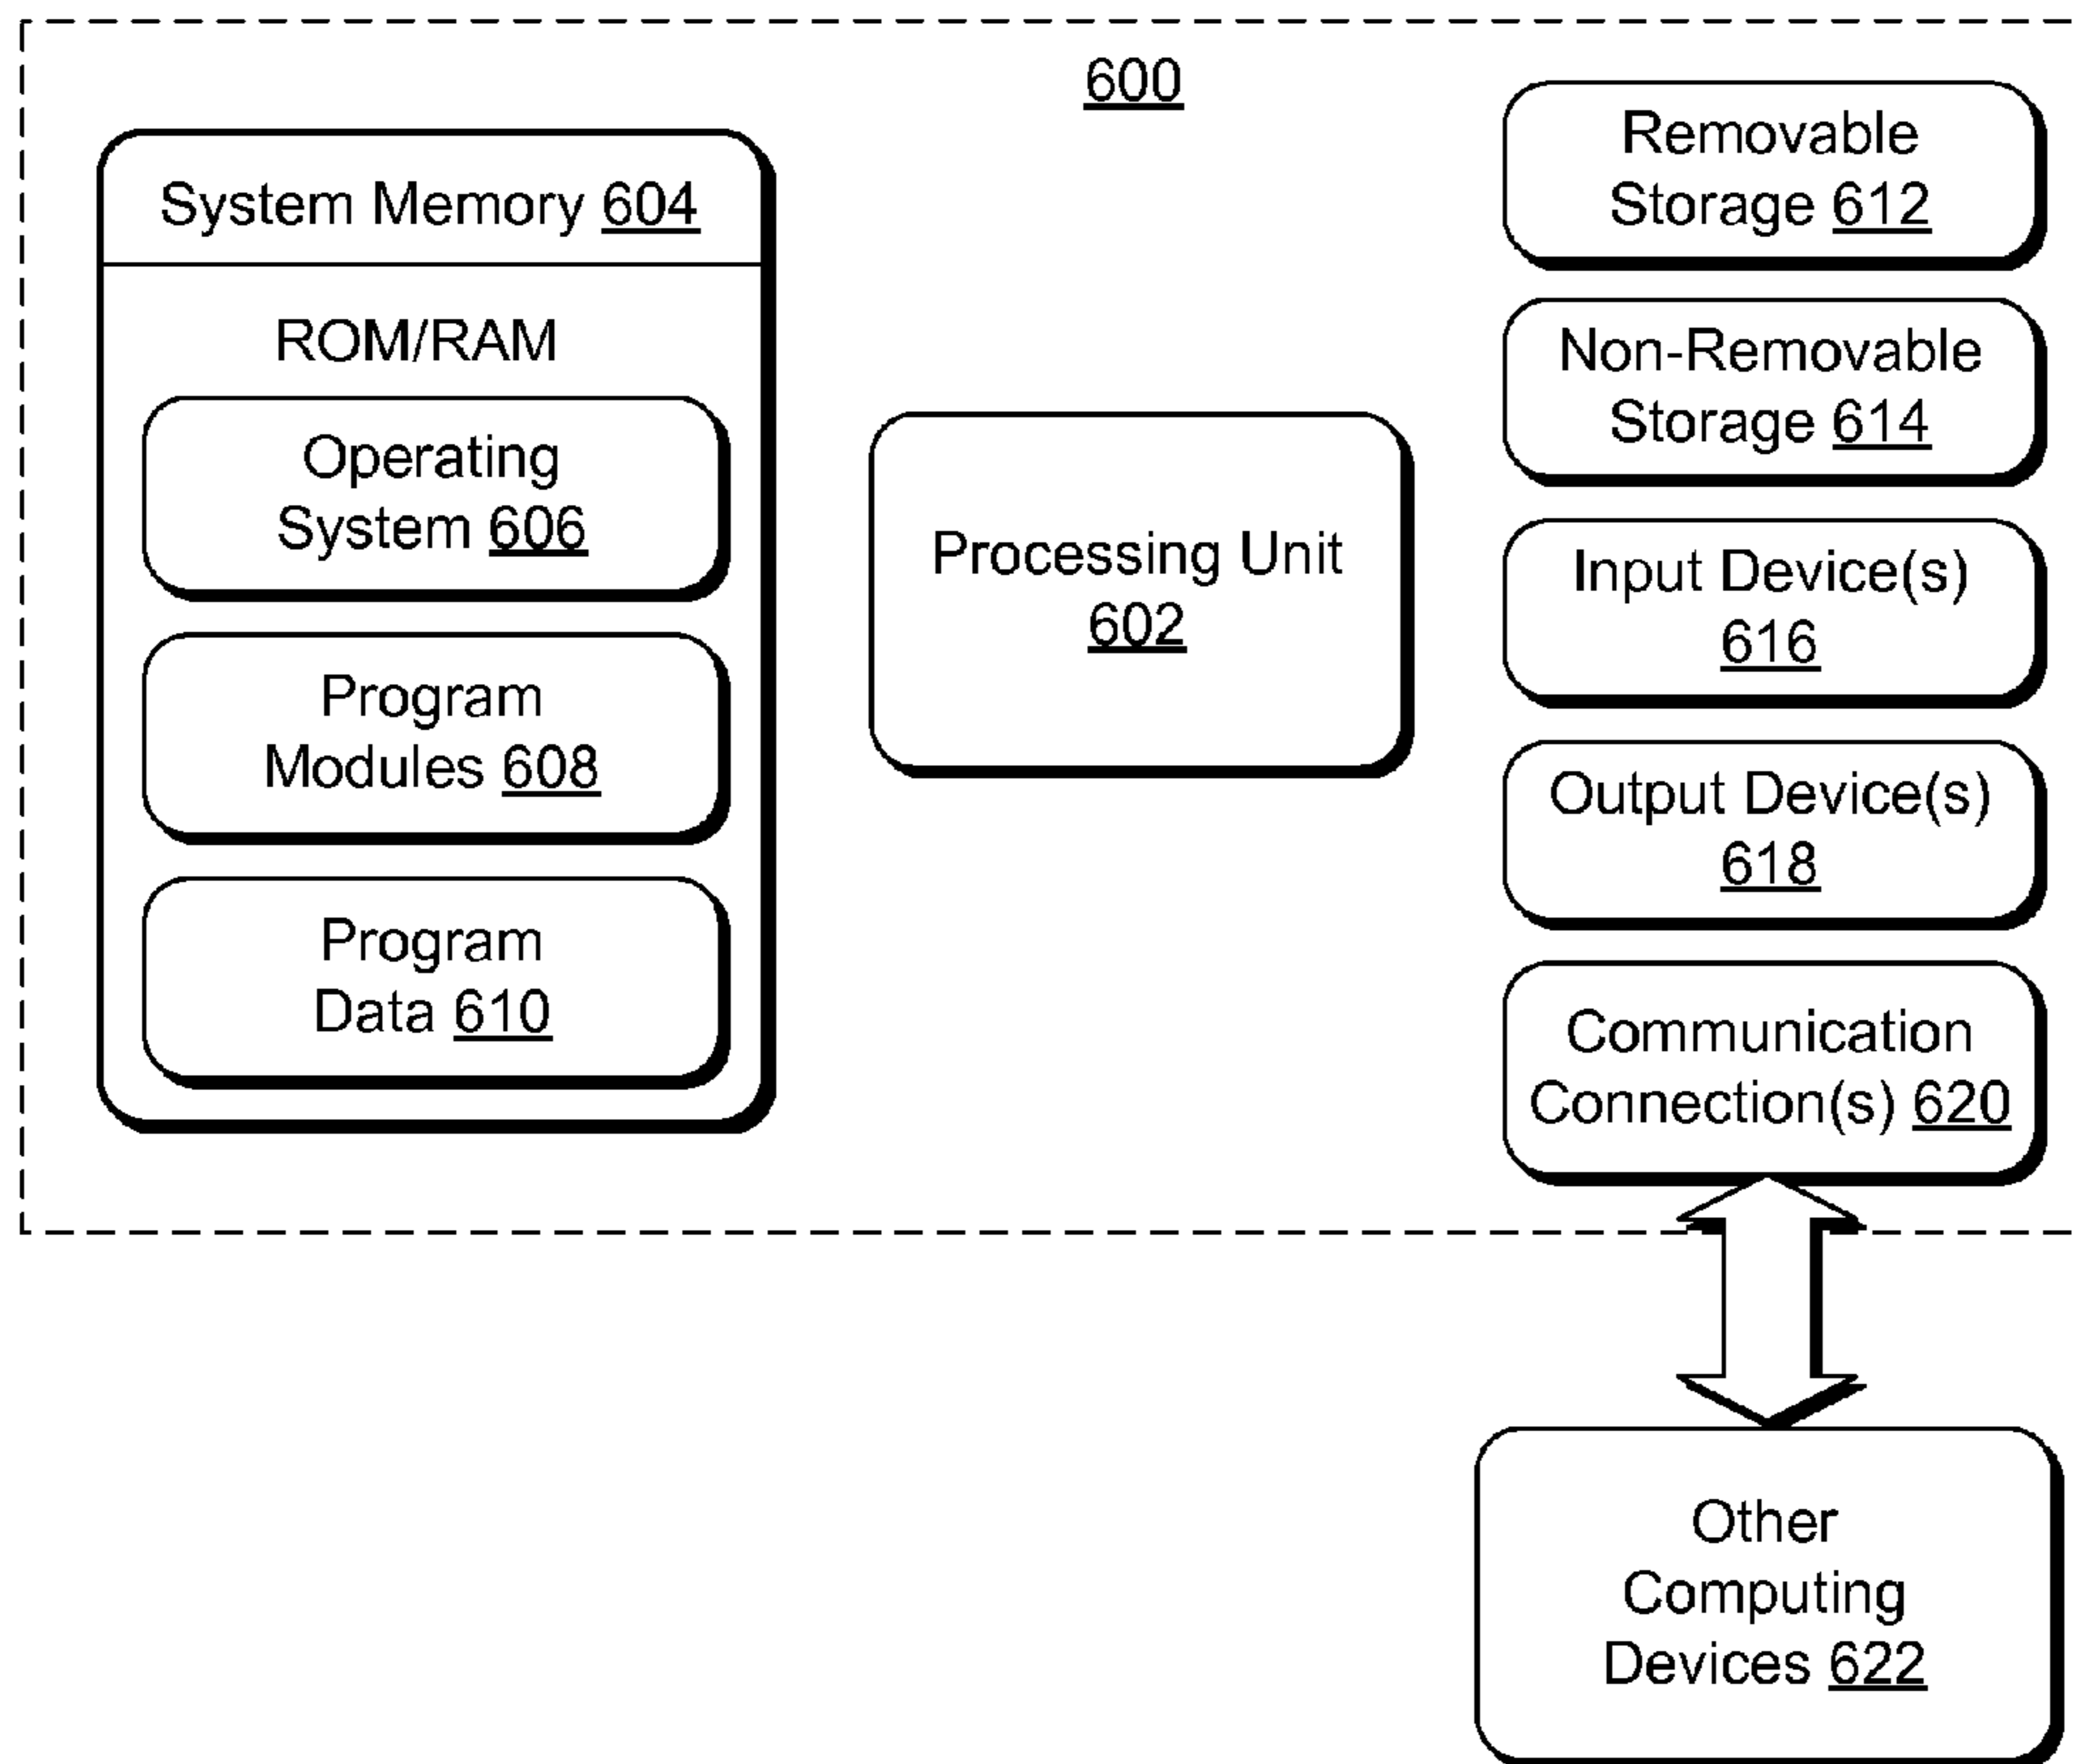 600
System Memory 604
ROM/RAM
Operating
System 606
Program
Modules 608
Program
Data 610
Processing Unit
602
Removable
Storage 612
Non-Removable
Storage 614
Input Device(s)
616
Output Device(s)
618
Communication
Connection(s) 620
Other
Computing
Devices 622